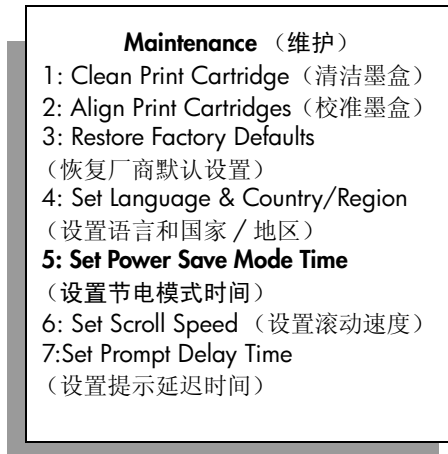 Maintenance （维护）
1: Clean Print Cartridge（清洁墨盒）
2: Align Print Cartridges（校准墨盒）
3: Restore Factory Defaults
（恢复厂商默认设置）
4: Set Language & Country/Region
（设置语言和国家 / 地区）
5: Set Power Save Mode Time
（设置节电模式时间）
6: Set Scroll Speed （设置滚动速度）
7:Set Prompt Delay Time
（设置提示延迟时间）